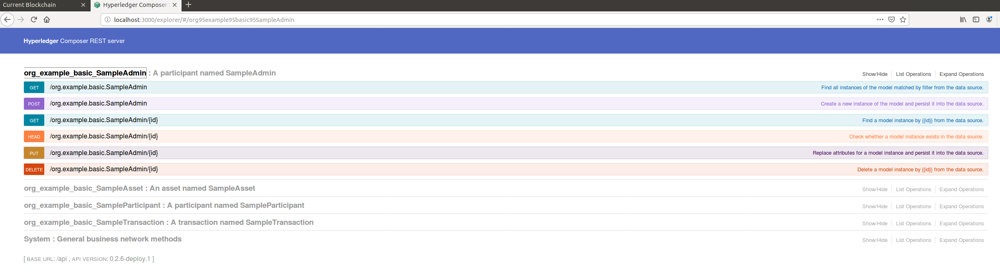 Current Blockchain
Hyperledger Composer
localhost:3000/explorer/#/org95example95basic95SampleAdmin
Hyperledger Composer REST server
org_example_basic_SampleAdmin : A participant named SampleAdmin Show/Hide List Operations Expand Operations
GET /org.example.basic.SampleAdmin Find all instances of the model matched by filter from the data source.
POST /org.example.basic.SampleAdmin Create a new instance of the model and persist it into the data source.
GET /org.example.basic.SampleAdmin/{id} Find a model instance by {{id}} from the data source.
HEAD /org.example.basic.SampleAdmin/{id} Check whether a model instance exists in the data source.
PUT /org.example.basic.SampleAdmin/{id} Replace attributes for a model instance and persist it into the data source.
DELETE /org.example.basic.SampleAdmin/{id} Delete a model instance by {{id}} from the data source.
org_example_basic_SampleAsset : An asset named SampleAsset Show/Hide List Operations Expand Operations
org_example_basic_SampleParticipant : A participant named SampleParticipant Show/Hide List Operations Expand Operations
org_example_basic_SampleTransaction : A transaction named SampleTransaction Show/Hide List Operations Expand Operations
System : General business network methods Show/Hide List Operations Expand Operations
[ BASE URL: /api , API VERSION: 0.2.6-deploy.1 ]